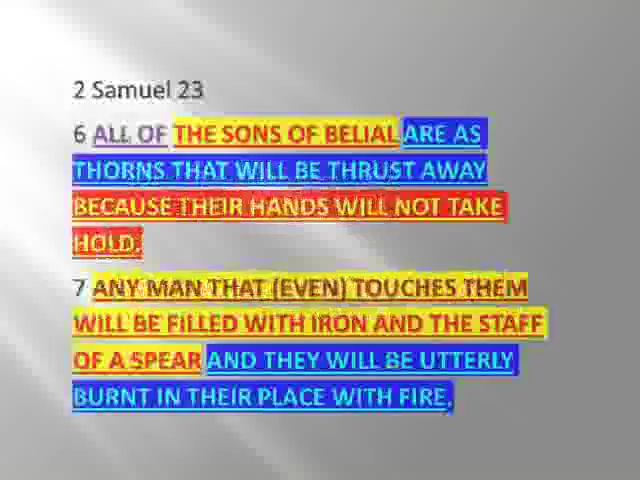 2 Samuel 23
6 ALL OF THE SONS OF BELIAL ARE AS
THORNS THAT WILL BE THRUST AWAY
BECAUSE THEIR HANDS WILL NOT TAKE
HOLD.
7 ANY MAN THAT (EVEN) TOUCHES THEM
WILL BE FILLED WITH IRON AND THE STAFF
OF A SPEAR AND THEY WILL BE UTTERLY
BURNT IN THEIR PLACE WITH FIRE.